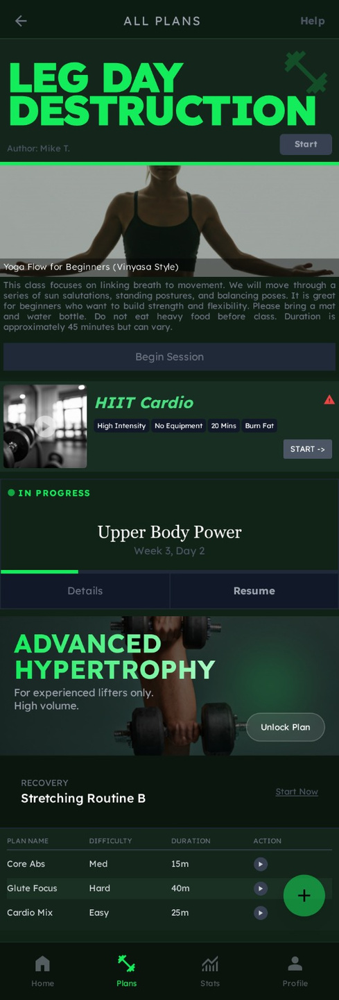 ALL PLANS
Help
LEG DAY
DESTRUCTION
Author: Mike T.
Start
Yoga Flow for Beginners (Vinyasa Style)
This class focuses on linking breath to movement. We will move through a
series of sun salutations, standing postures, and balancing poses. It is great
for beginners who want to build strength and flexibility. Please bring a mat
and water bottle. Do not eat heavy food before class. Duration is
approximately 45 minutes but can vary.
Begin Session
HIIT Cardio
High Intensity No Equipment 20 Mins Burn Fat
START ->
IN PROGRESS
Upper Body Power
Week 3, Day 2
Details Resume
ADVANCED
HYPERTROPHY
For experienced lifters only.
High volume.
Unlock Plan
RECOVERY
Stretching Routine B
Start Now
PLAN NAME DIFFICULTY DURATION ACTION
Core Abs Med 15m
Glute Focus Hard 40m
Cardio Mix Easy 25m
Home Plans Stats Profile